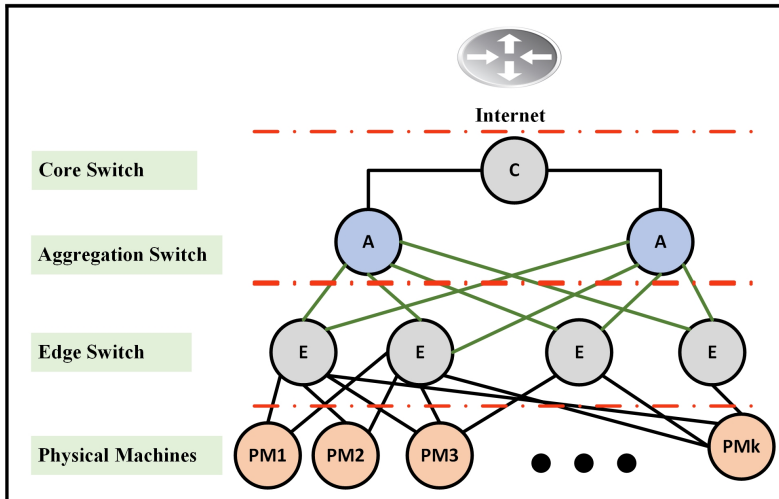 Internet
Core Switch
C
Aggregation Switch
A A
Edge Switch
E E E E
Physical Machines
PM1 PM2 PM3 PMk